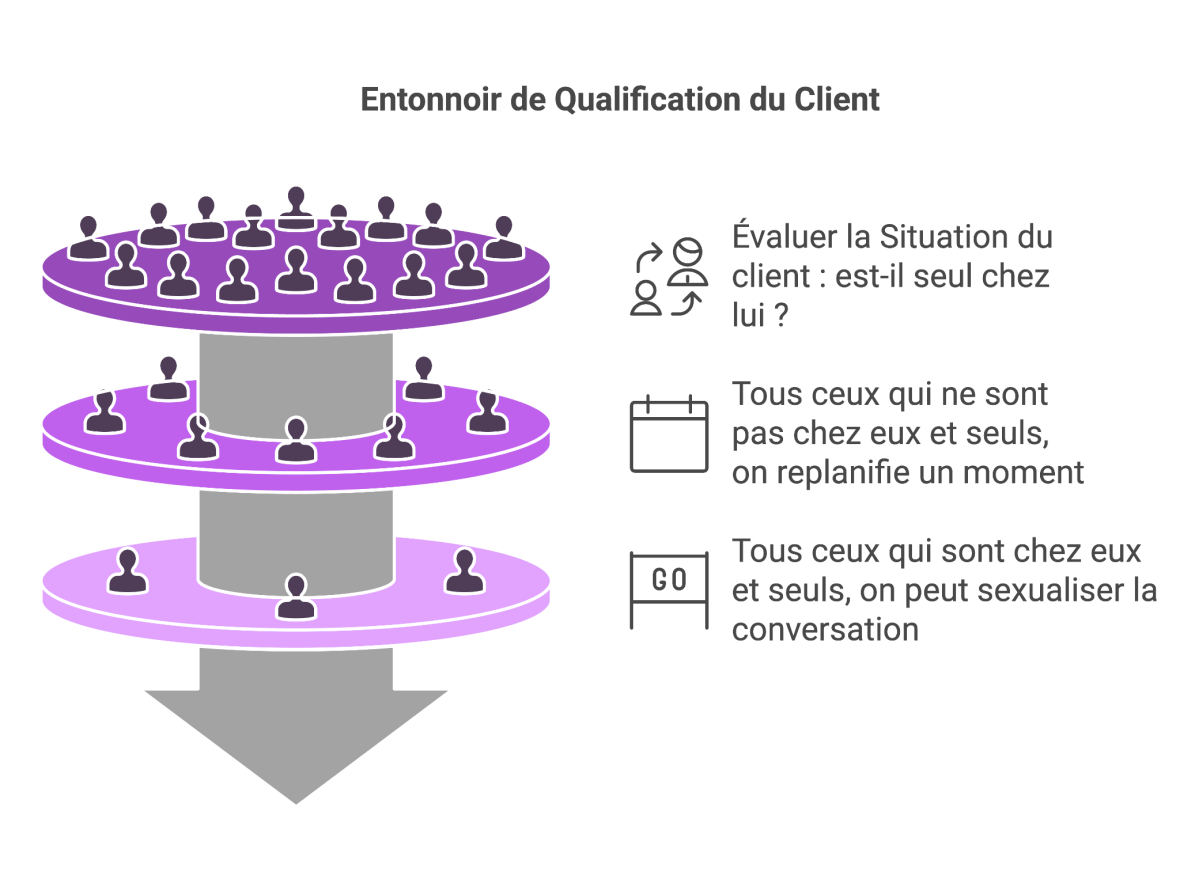 Entonnoir de Qualification du Client
Évaluer la Situation du
client : est-il seul chez
lui ?
Tous ceux qui ne sont
pas chez eux et seuls,
on replanifie un moment
GO
Tous ceux qui sont chez eux
et seuls, on peut sexualiser la
conversation